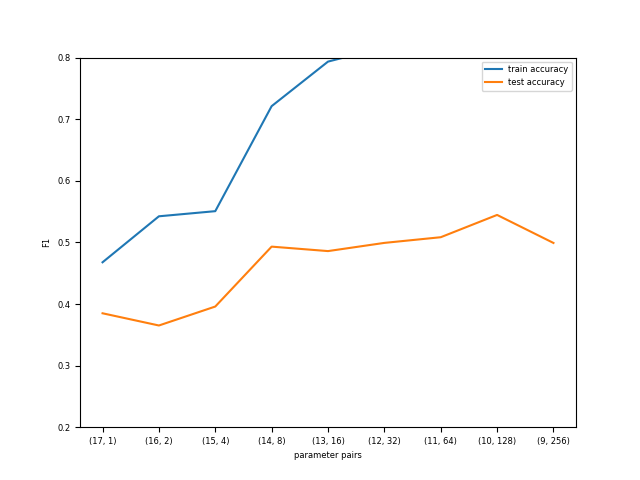 train accuracy
test accuracy
0.8
0.7
0.6
0.5
0.4
0.3
0.2
F1
(17, 1) (16, 2) (15, 4) (14, 8) (13, 16) (12, 32) (11, 64) (10, 128) (9, 256)
parameter pairs